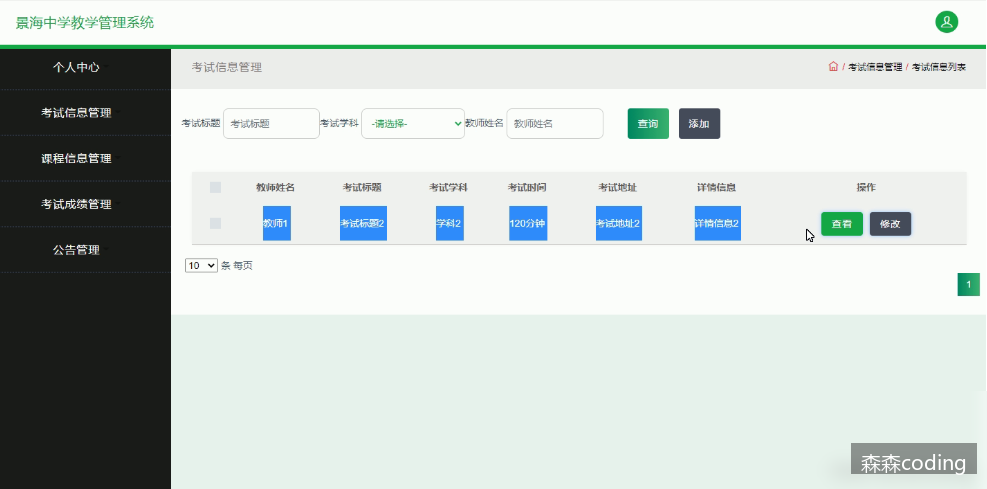 景海中学教学管理系统
个人中心
考试信息管理
课程信息管理
考试成绩管理
公告管理
考试信息管理
/ 考试信息管理 / 考试信息列表
考试标题 考试标题 考试学科 -请选择- 教师姓名 教师姓名 查询 添加
教师姓名 考试标题 考试学科 考试时间 考试地址 详情信息 操作
教师1 考试标题2 学科2 120分钟 考试地址2 详情信息2 查看 修改
10 条 每页
1
森森coding